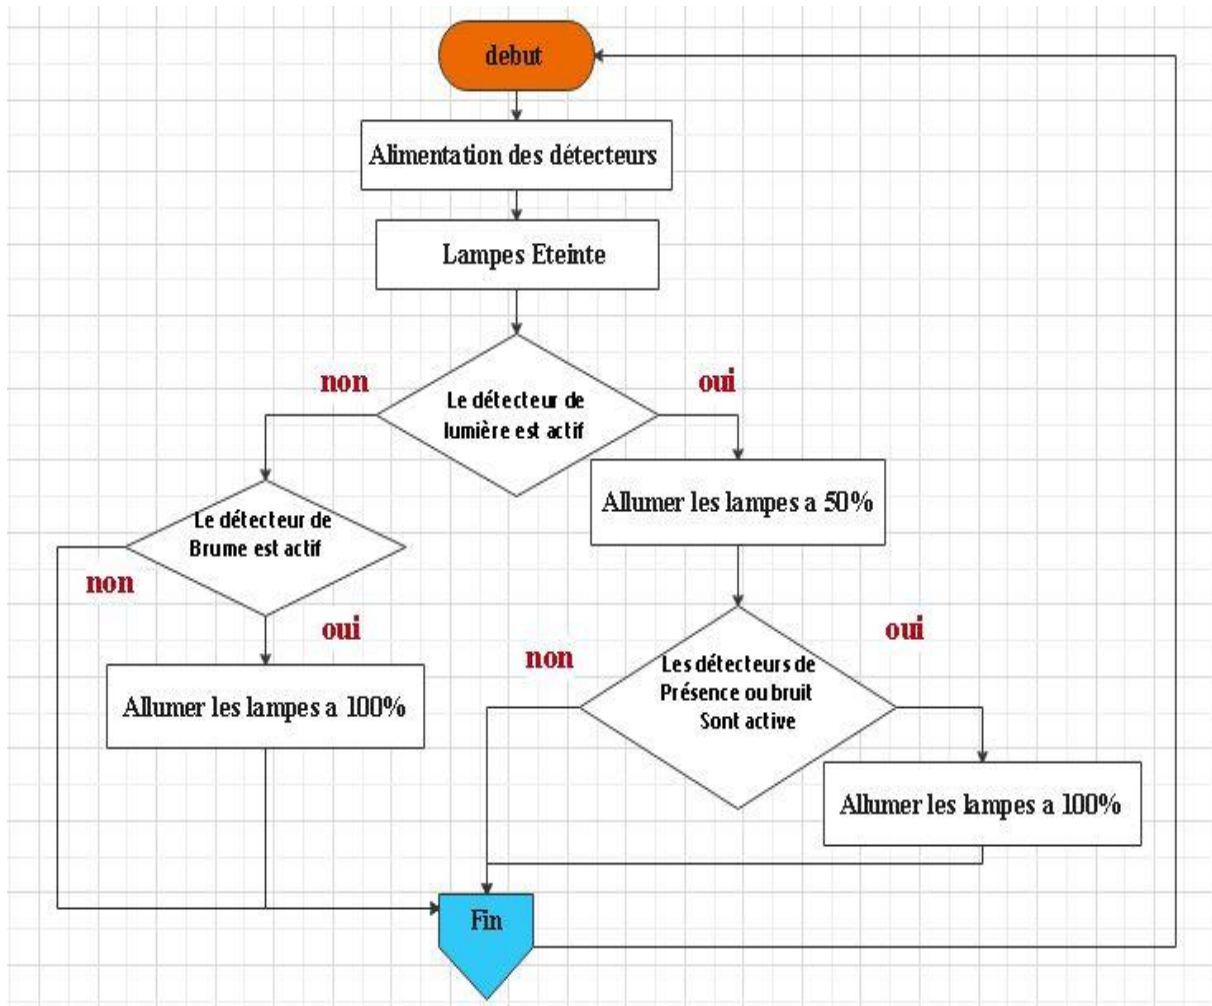 debut
Alimentation des détecteurs
Lampes Eteinte
non
oui
Le détecteur de
lumière est actif
Allumer les lampes a 50%
Le détecteur de
Brume est actif
non
oui
Allumer les lampes a 100%
non
oui
Les détecteurs de
Présence ou bruit
Sont active
Allumer les lampes a 100%
Fin